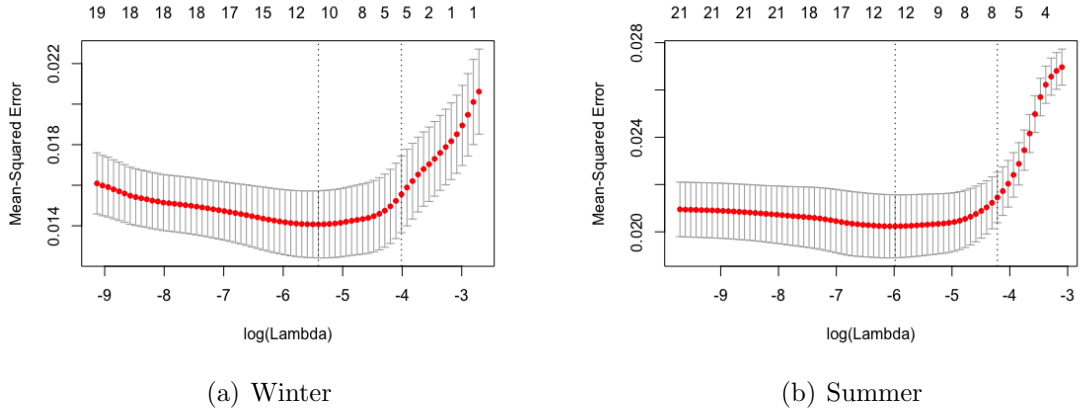 19 18 18 17 15 12 10 8 5 5 2 1 1
Mean-Squared Error
0.022
0.018
0.014
-9 -8 -7 -6 -5 -4 -3
log(Lambda)
(a) Winter
21 21 21 21 18 17 12 12 9 8 8 5 4
Mean-Squared Error
0.028
0.024
0.020
-9 -8 -7 -6 -5 -4 -3
log(Lambda)
(b) Summer